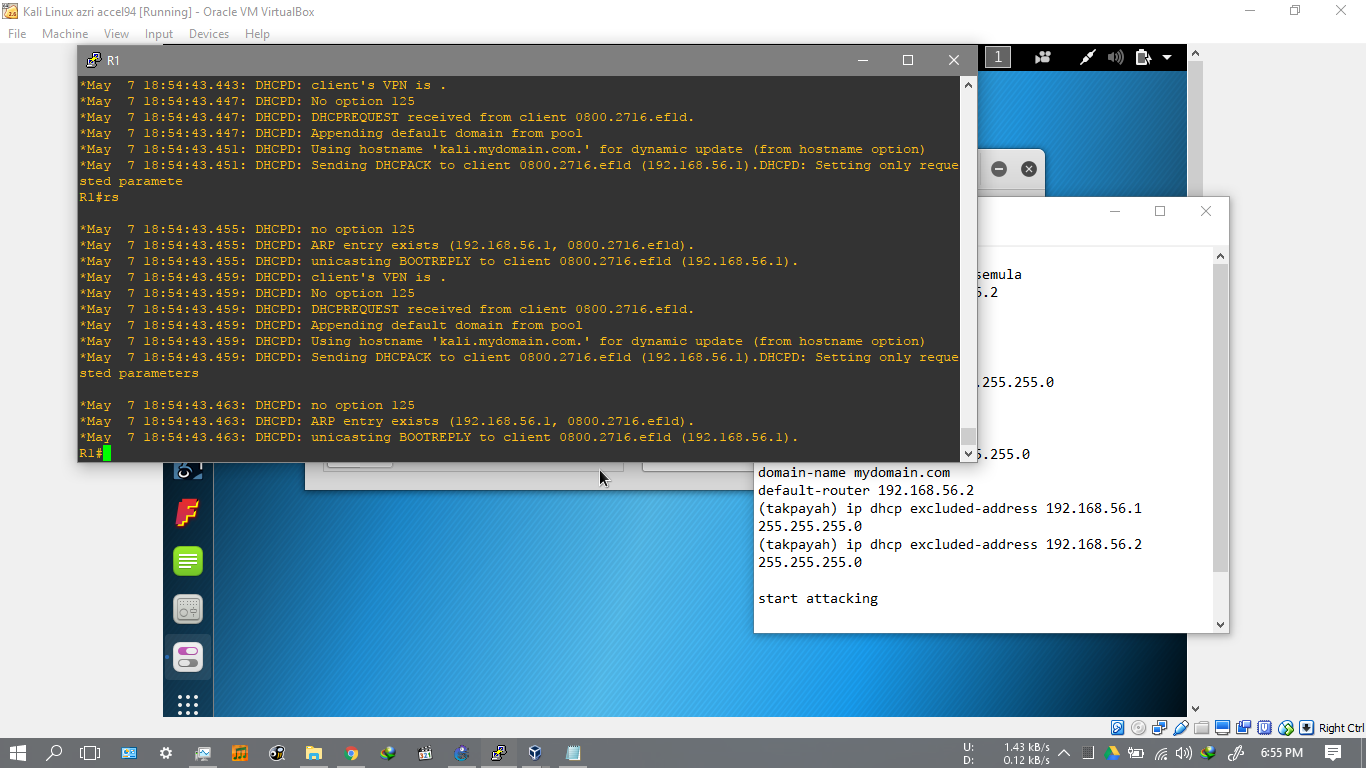 Kali Linux azri accel94 [Running] - Oracle VM VirtualBox
File Machine View Input Devices Help
R1
1
*May  7 18:54:43.443: DHCPD: client's VPN is .
*May  7 18:54:43.447: DHCPD: No option 125
*May  7 18:54:43.447: DHCPD: DHCPREQUEST received from client 0800.2716.ef1d.
*May  7 18:54:43.447: DHCPD: Appending default domain from pool
*May  7 18:54:43.451: DHCPD: Using hostname 'kali.mydomain.com.' for dynamic update (from hostname option)
*May  7 18:54:43.451: DHCPD: Sending DHCPACK to client 0800.2716.ef1d (192.168.56.1).DHCPD: Setting only reque
sted paramete
R1#rs
*May  7 18:54:43.455: DHCPD: no option 125
*May  7 18:54:43.455: DHCPD: ARP entry exists (192.168.56.1, 0800.2716.ef1d).
*May  7 18:54:43.455: DHCPD: unicasting BOOTREPLY to client 0800.2716.ef1d (192.168.56.1).
*May  7 18:54:43.459: DHCPD: client's VPN is .
*May  7 18:54:43.459: DHCPD: No option 125
*May  7 18:54:43.459: DHCPD: DHCPREQUEST received from client 0800.2716.ef1d.
*May  7 18:54:43.459: DHCPD: Appending default domain from pool
*May  7 18:54:43.459: DHCPD: Using hostname 'kali.mydomain.com.' for dynamic update (from hostname option)
*May  7 18:54:43.459: DHCPD: Sending DHCPACK to client 0800.2716.ef1d (192.168.56.1).DHCPD: Setting only reque
sted parameters
*May  7 18:54:43.463: DHCPD: no option 125
*May  7 18:54:43.463: DHCPD: ARP entry exists (192.168.56.1, 0800.2716.ef1d).
*May  7 18:54:43.463: DHCPD: unicasting BOOTREPLY to client 0800.2716.ef1d (192.168.56.1).
R1#
semula
.2
.255.255.0
5.255.0
domain-name mydomain.com
default-router 192.168.56.2
(takpayah) ip dhcp excluded-address 192.168.56.1
255.255.255.0
(takpayah) ip dhcp excluded-address 192.168.56.2
255.255.255.0
start attacking
Right Ctrl
U: 1.43 kB/s
D: 0.12 kB/s
6:55 PM